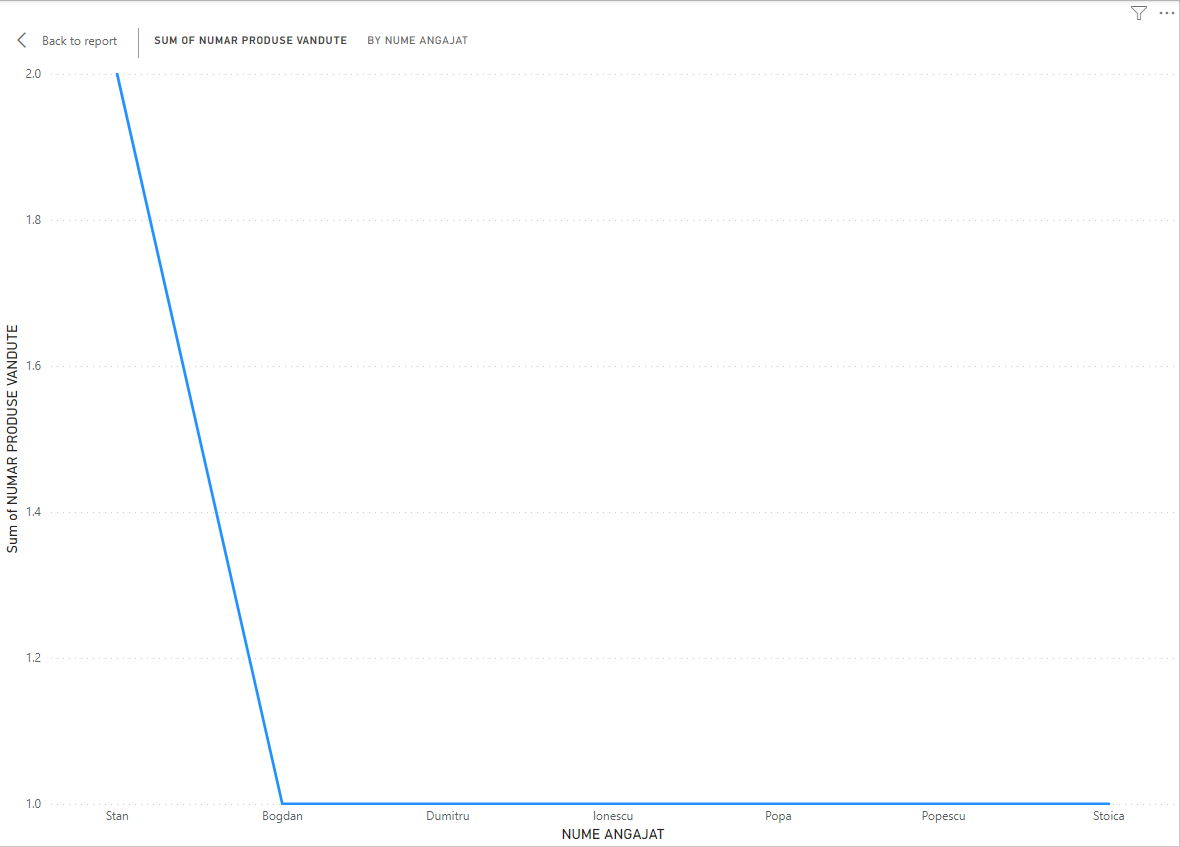 Back to report
SUM OF NUMAR PRODUSE VANDUTE BY NUME ANGAJAT
Sum of NUMAR PRODUSE VANDUTE
2.0
1.8
1.6
1.4
1.2
1.0
Stan Bogdan Dumitru Ionescu Popa Popescu Stoica
NUME ANGAJAT